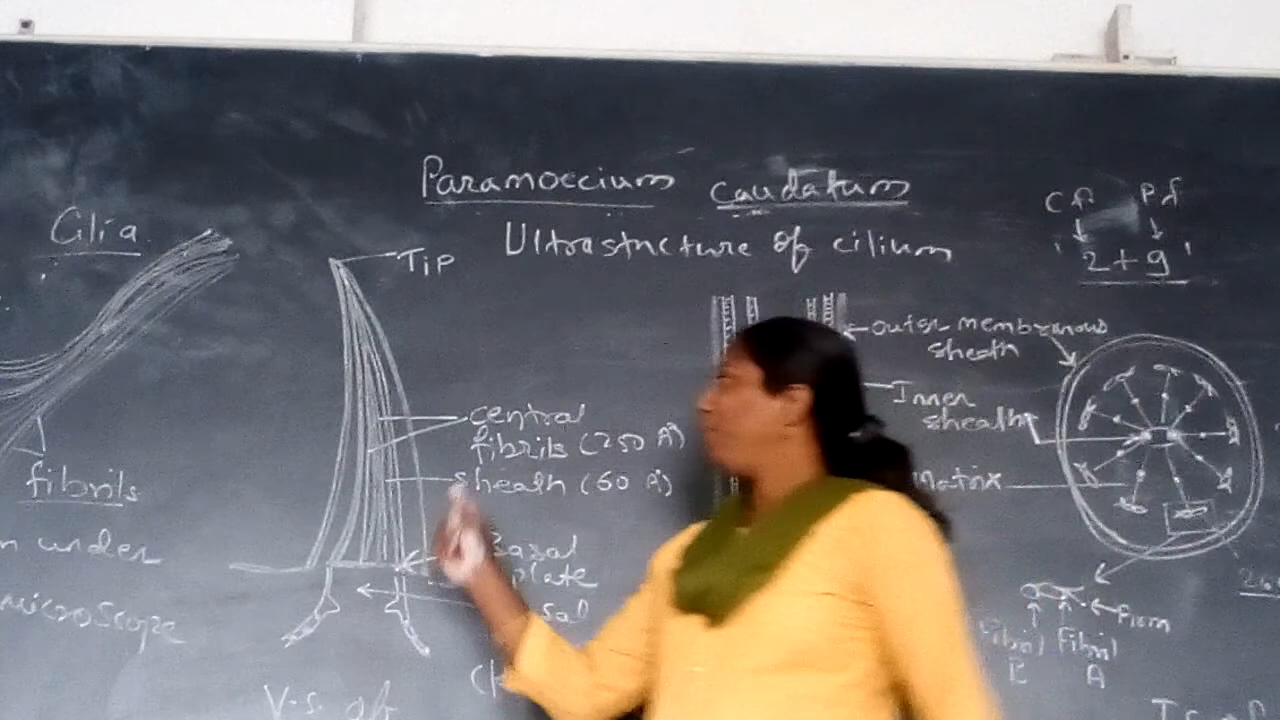 Paramoecium caudatum
Ultrastructure of cilium
Cilia
Tip
Cf Pf
'2+9'
outer membranous
sheath
Inner
sheath
central
fibrils (250 Å)
sheath (60 Å)
matrix
fibrils
under
microscope
Basal
plate
Fibril Fibril
B A
V.S. of